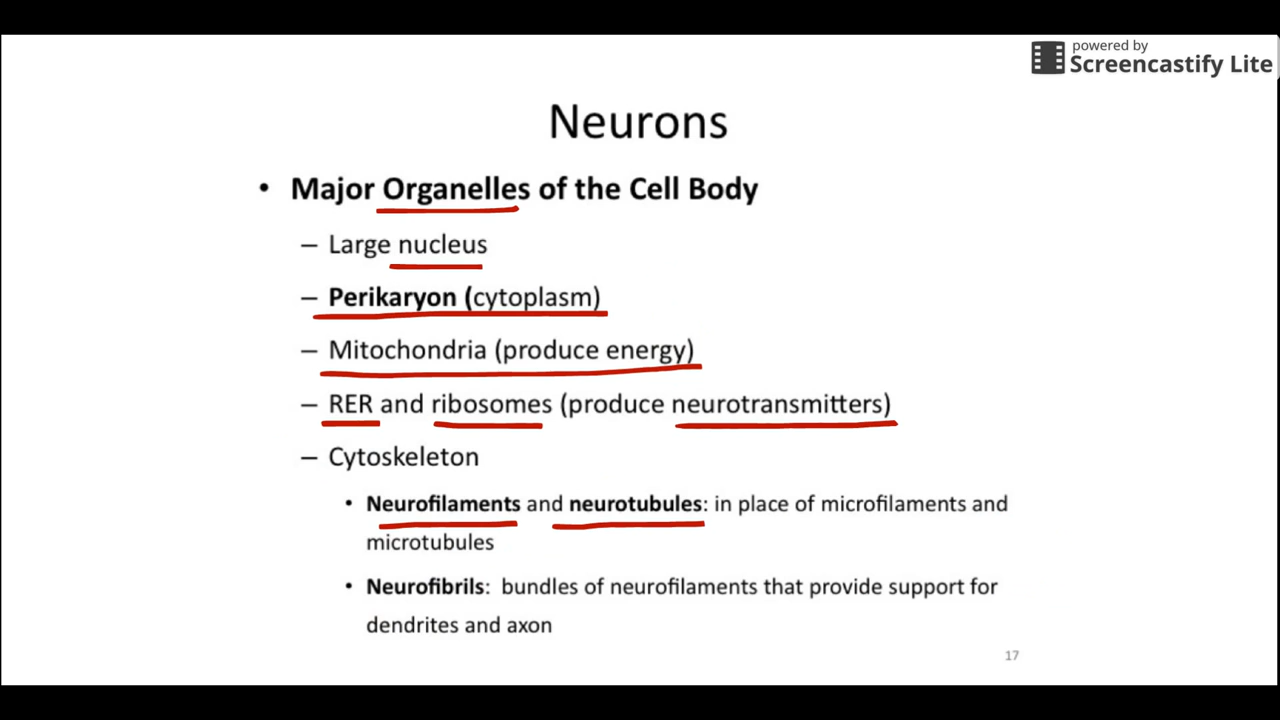 powered by
Screencastify Lite
Neurons
• Major Organelles of the Cell Body
– Large nucleus
– Perikaryon (cytoplasm)
– Mitochondria (produce energy)
– RER and ribosomes (produce neurotransmitters)
– Cytoskeleton
• Neurofilaments and neurotubules: in place of microfilaments and
microtubules
• Neurofibrils: bundles of neurofilaments that provide support for
dendrites and axon
17